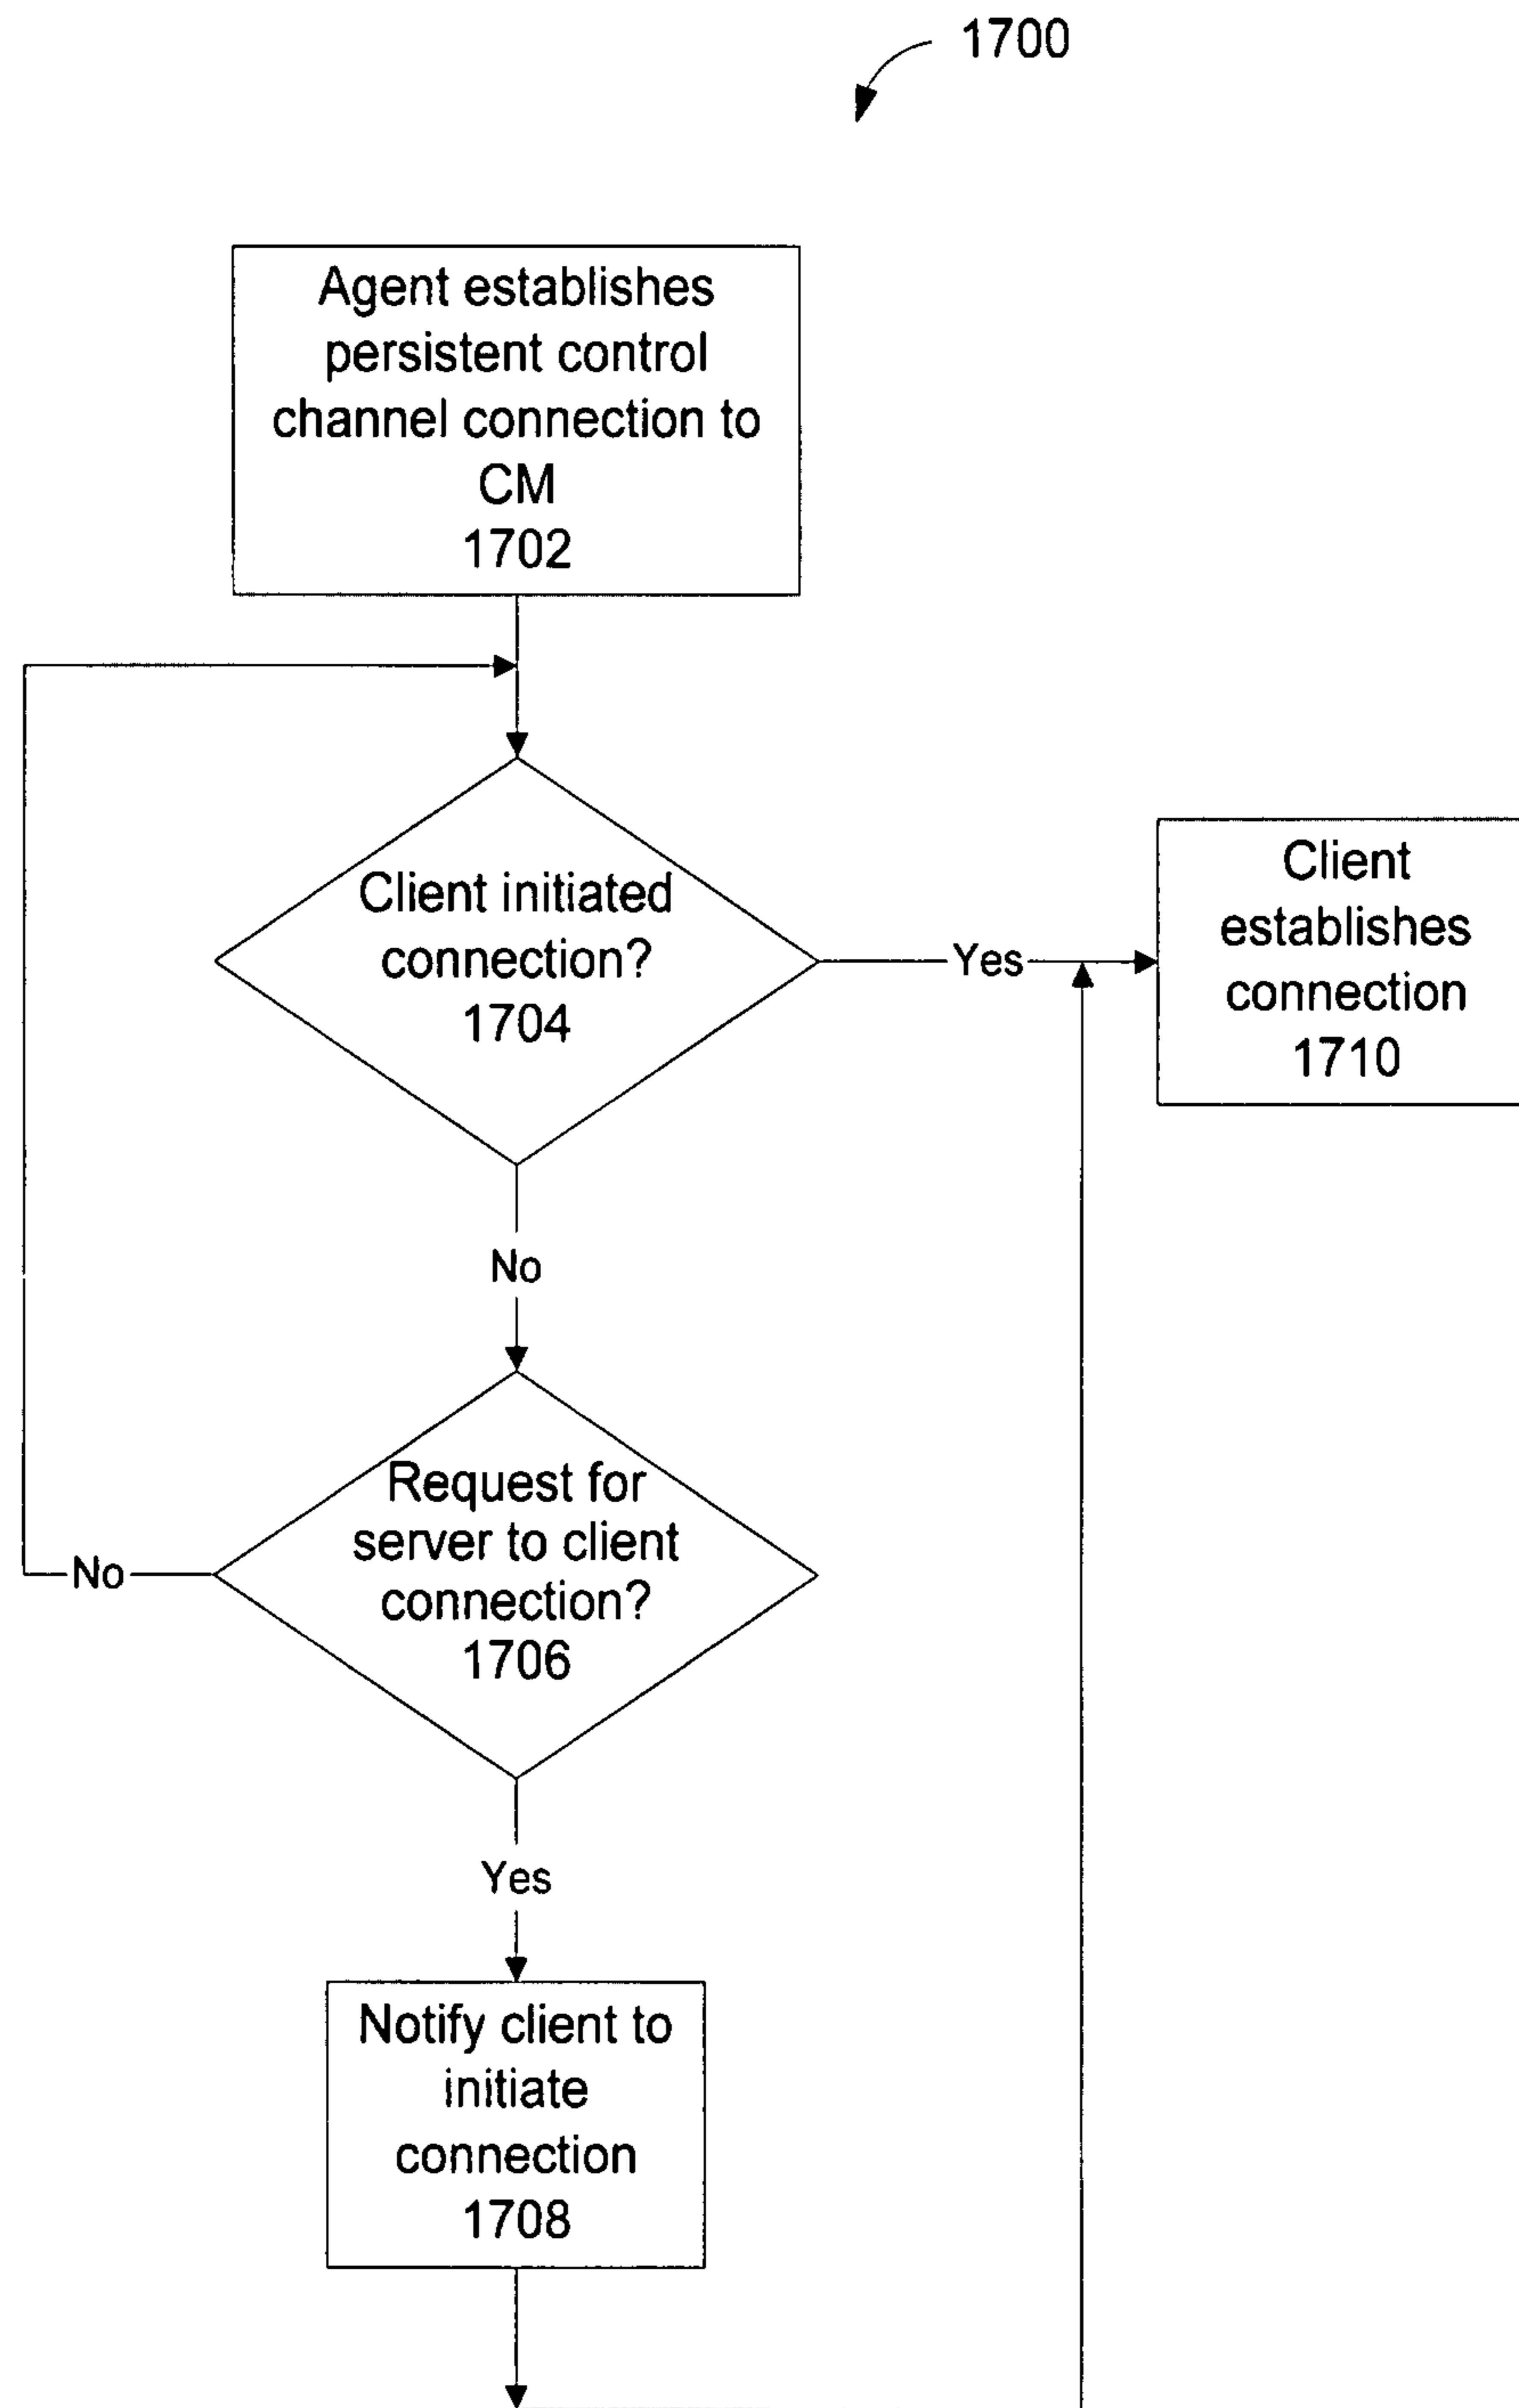 1700
Agent establishes
persistent control
channel connection to
CM
1702
Client initiated
connection?
1704
Yes
Client
establishes
connection
1710
No
Request for
server to client
connection?
1706
No
Yes
Notify client to
initiate
connection
1708